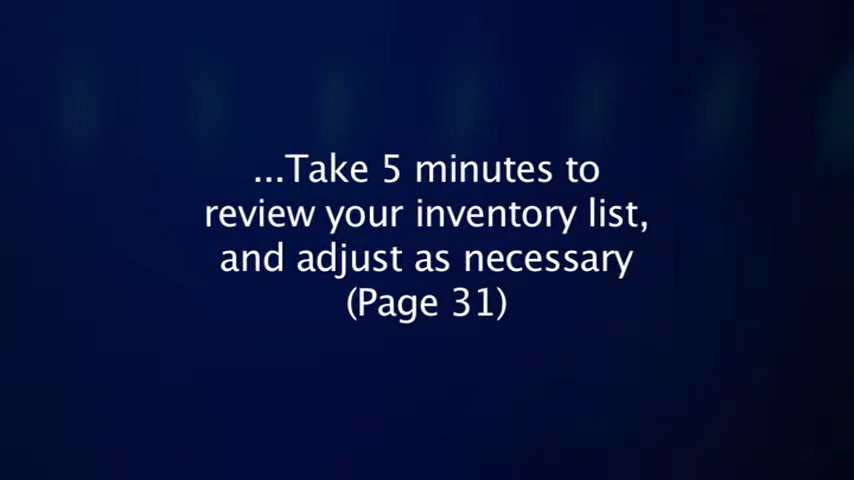 ...Take 5 minutes to
review your inventory list,
and adjust as necessary
(Page 31)